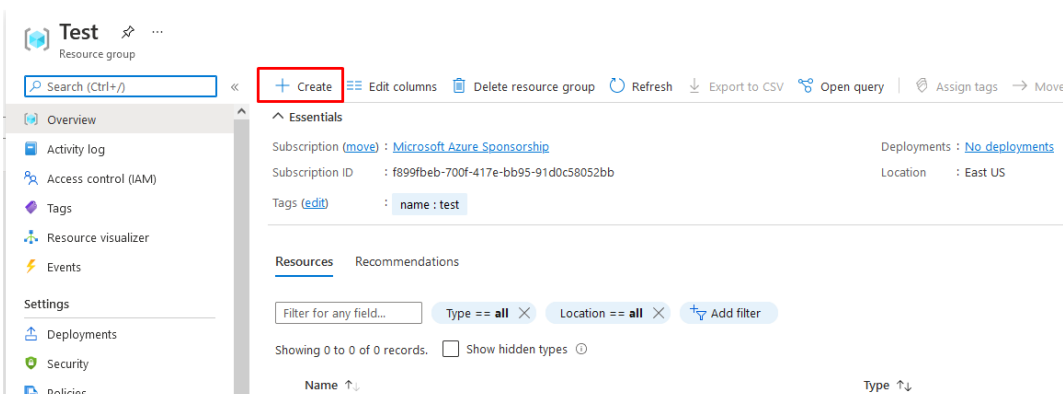 Test ...
Resource group
Search (Ctrl+/) «
Create Edit columns Delete resource group Refresh Export to CSV Open query Assign tags Move
Overview
Activity log
Access control (IAM)
Tags
Resource visualizer
Events
Settings
Deployments
Security
Policies
Essentials
Subscription (move) : Microsoft Azure Sponsorship Deployments : No deployments
Subscription ID : f899fbeb-700f-417e-bb95-91d0c58052bb Location : East US
Tags (edit) : name : test
Resources Recommendations
Filter for any field... Type == all Location == all Add filter
Showing 0 to 0 of 0 records. Show hidden types
Name ↑↓ Type ↑↓